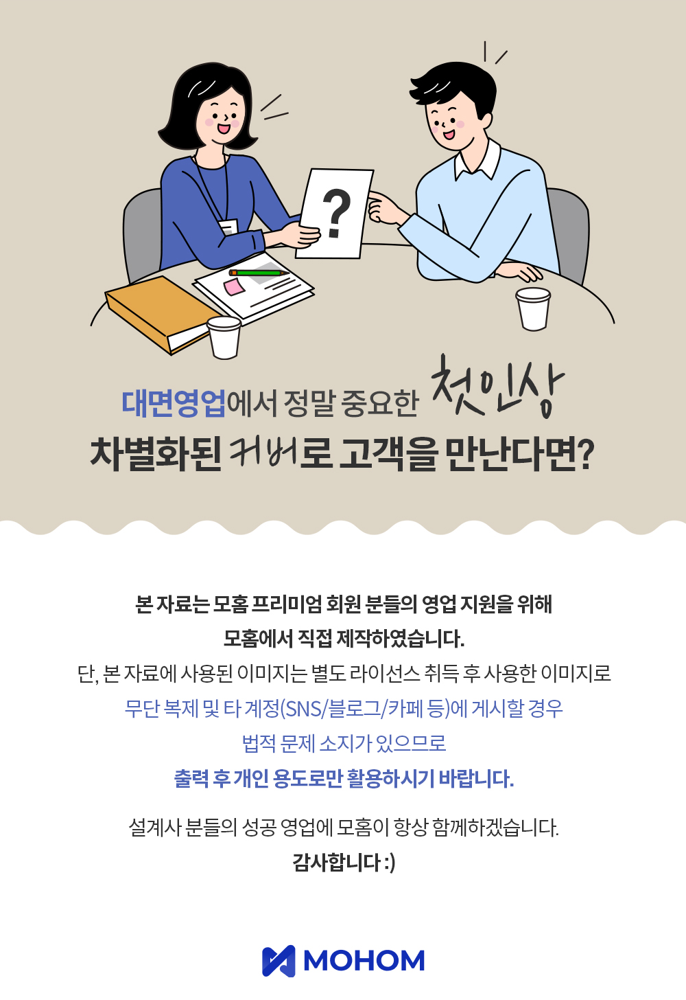 ?
대면영업에서 정말 중요한 첫인상
차별화된 커버로 고객을 만난다면?
본 자료는 모홈 프리미엄 회원 분들의 영업 지원을 위해
모홈에서 직접 제작하였습니다.
단, 본 자료에 사용된 이미지는 별도 라이선스 취득 후 사용한 이미지로
무단 복제 및 타 계정(SNS/블로그/카페 등)에 게시할 경우
법적 문제 소지가 있으므로
출력 후 개인 용도로만 활용하시기 바랍니다.
설계사 분들의 성공 영업에 모홈이 항상 함께하겠습니다.
감사합니다 :)
MOHOM